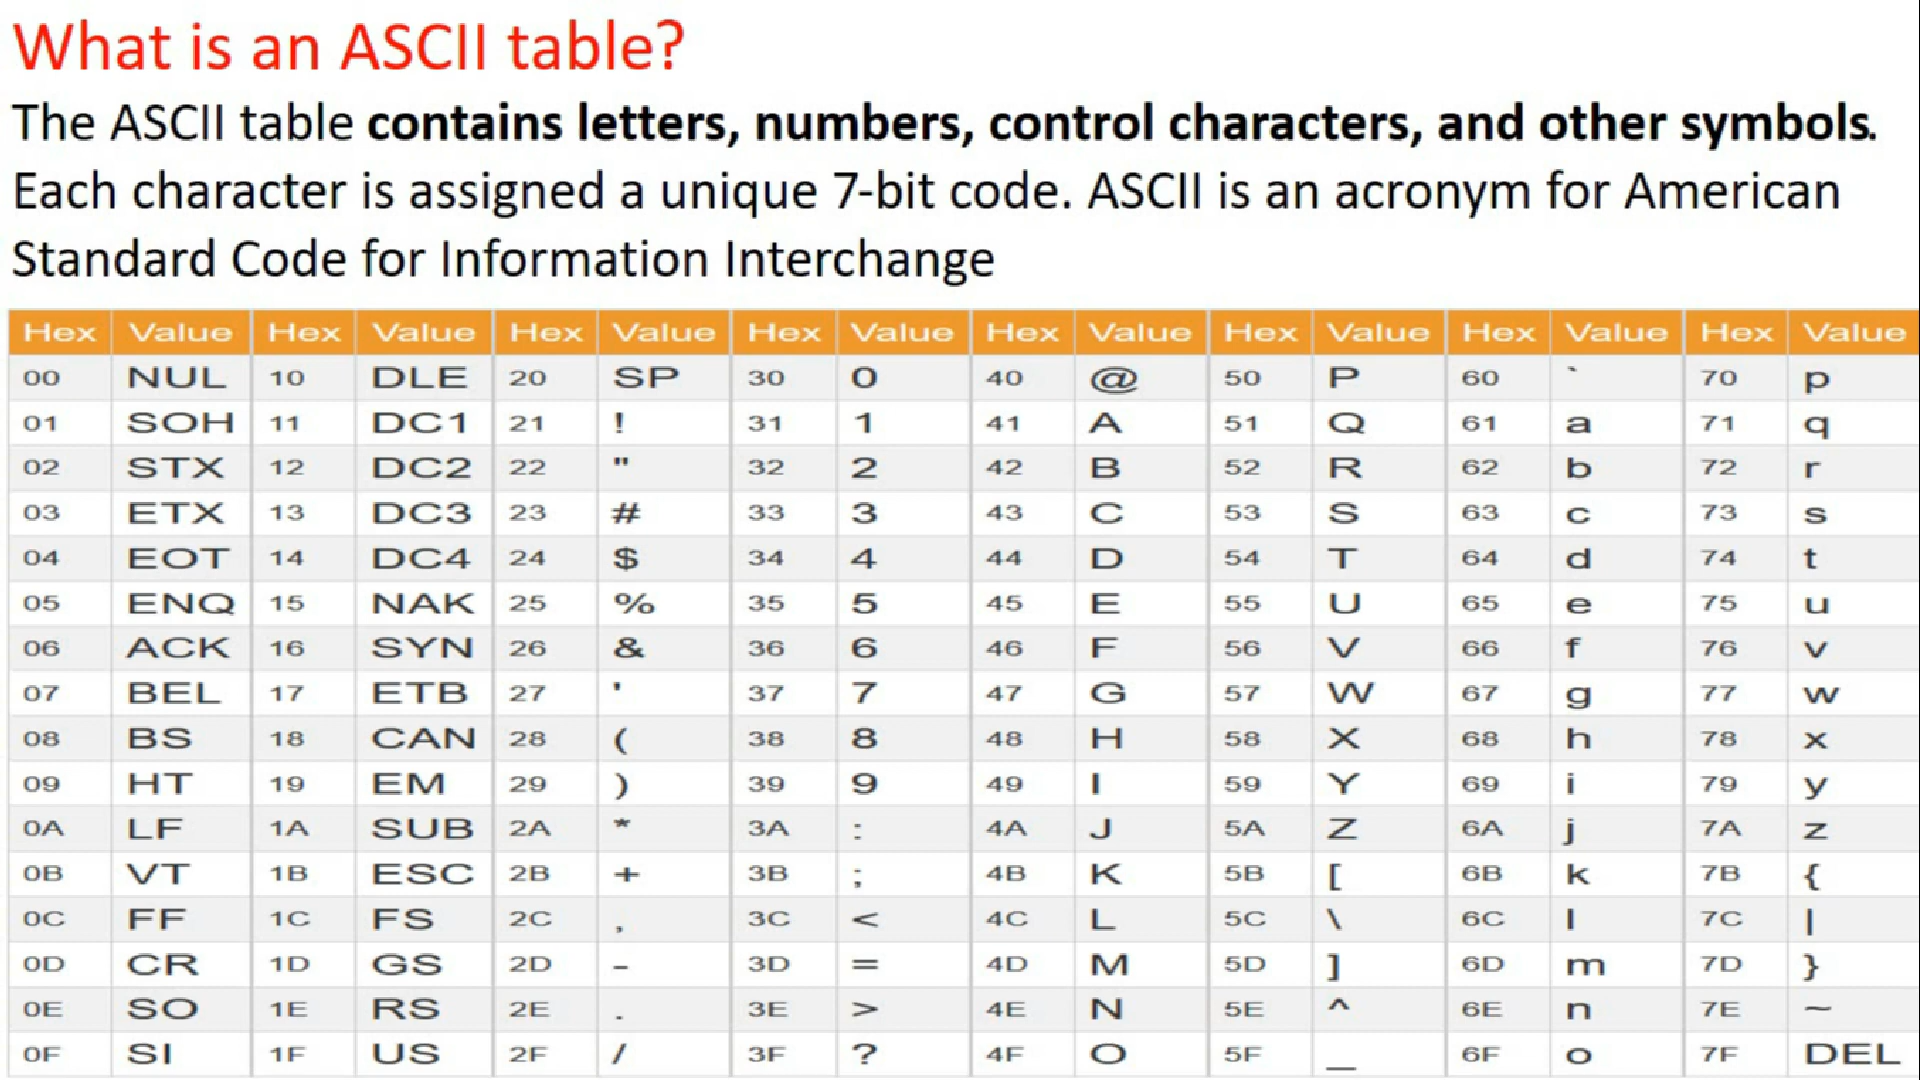 What is an ASCII table?
The ASCII table contains letters, numbers, control characters, and other symbols.
Each character is assigned a unique 7-bit code. ASCII is an acronym for American
Standard Code for Information Interchange
Hex Value Hex Value Hex Value Hex Value Hex Value Hex Value Hex Value Hex Value
00 NUL 10 DLE 20 SP 30 0 40 @ 50 P 60 ` 70 p
01 SOH 11 DC1 21 ! 31 1 41 A 51 Q 61 a 71 q
02 STX 12 DC2 22 " 32 2 42 B 52 R 62 b 72 r
03 ETX 13 DC3 23 # 33 3 43 C 53 S 63 c 73 s
04 EOT 14 DC4 24 $ 34 4 44 D 54 T 64 d 74 t
05 ENQ 15 NAK 25 % 35 5 45 E 55 U 65 e 75 u
06 ACK 16 SYN 26 & 36 6 46 F 56 V 66 f 76 v
07 BEL 17 ETB 27 ' 37 7 47 G 57 W 67 g 77 w
08 BS 18 CAN 28 ( 38 8 48 H 58 X 68 h 78 x
09 HT 19 EM 29 ) 39 9 49 I 59 Y 69 i 79 y
0A LF 1A SUB 2A * 3A : 4A J 5A Z 6A j 7A z
0B VT 1B ESC 2B + 3B ; 4B K 5B [ 6B k 7B {
0C FF 1C FS 2C , 3C < 4C L 5C \ 6C l 7C |
0D CR 1D GS 2D - 3D = 4D M 5D ] 6D m 7D }
0E SO 1E RS 2E . 3E > 4E N 5E ^ 6E n 7E ~
0F SI 1F US 2F / 3F ? 4F O 5F _ 6F o 7F DEL